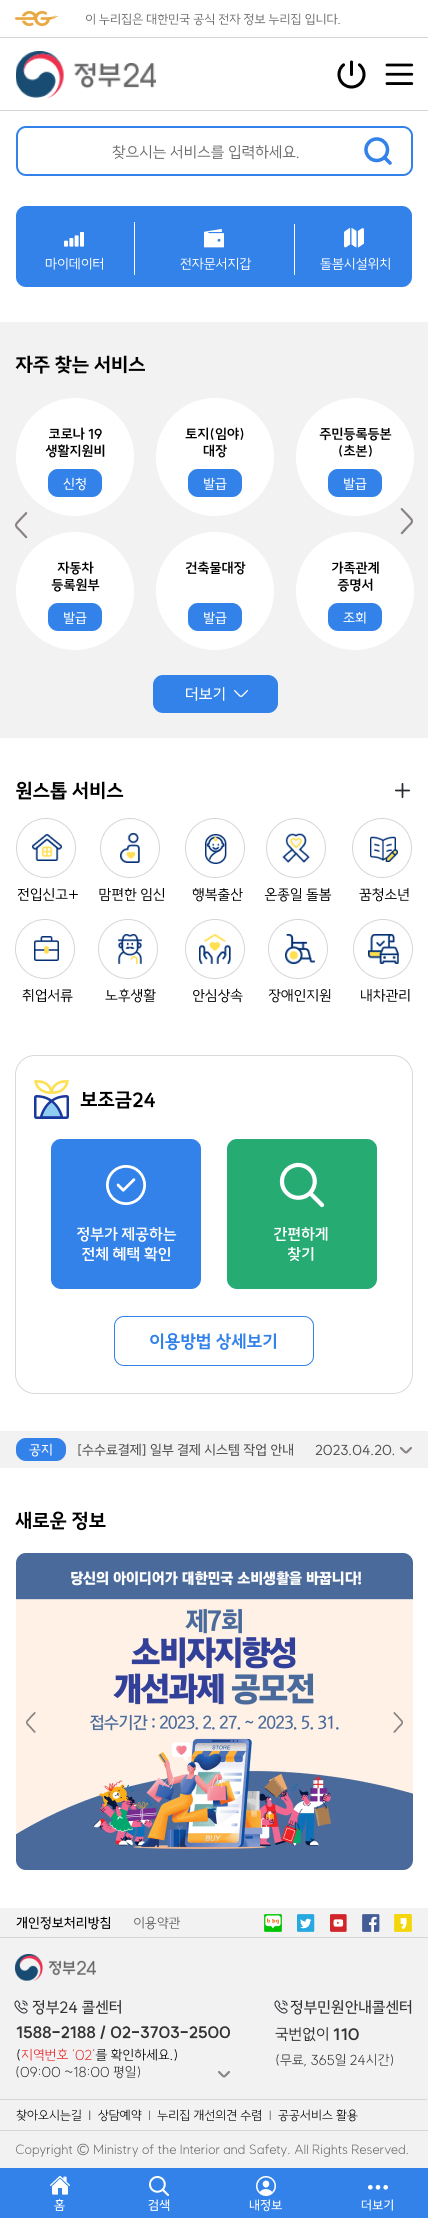 이 누리집은 대한민국 공식 전자 정보 누리집 입니다.
정부24
찾으시는 서비스를 입력하세요.
마이데이터 전자문서지갑 돌봄시설위치
자주 찾는 서비스
코로나 19 토지(임야) 주민등록등본
생활지원비 대장 (초본)
신청 발급 발급
자동차 건축물대장 가족관계
등록원부 증명서
발급 발급 조회
더보기
원스톱 서비스
전입신고+ 맘편한 임신 행복출산 온종일 돌봄 꿈청소년
취업서류 노후생활 안심상속 장애인지원 내차관리
보조금24
정부가 제공하는 간편하게
전체 혜택 확인 찾기
이용방법 상세보기
공지 [수수료결제] 일부 결제 시스템 작업 안내 2023.04.20.
새로운 정보
당신의 아이디어가 대한민국 소비생활을 바꿉니다!
제7회
소비자지향성
개선과제 공모전
접수기간 : 2023. 2. 27. ~ 2023. 5. 31.
STORE
BUY
개인정보처리방침 이용약관
정부24
정부24 콜센터 정부민원안내콜센터
1588-2188 / 02-3703-2500 국번없이 110
(지역번호 '02'를 확인하세요.) (무료, 365일 24시간)
(09:00 ~18:00 평일)
찾아오시는길 | 상담예약 | 누리집 개선의견 수렴 | 공공서비스 활용
Copyright © Ministry of the Interior and Safety. All Rights Reserved.
홈 검색 내정보 더보기